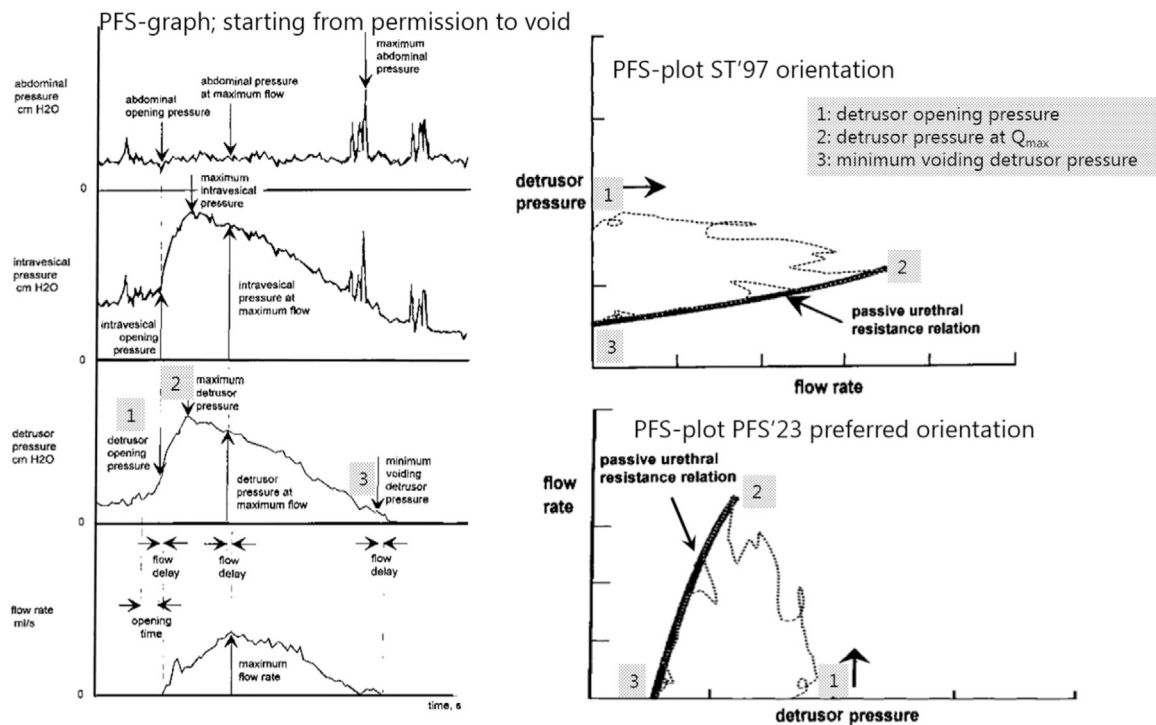 PFS-graph; starting from permission to void
abdominal
pressure
cm H2O
abdominal
opening pressure
abdominal pressure
at maximum flow
maximum
abdominal
pressure
0
maximum
intravesical
pressure
intravesical
pressure
cm H2O
intravesical
opening
pressure
intravesical
pressure at
maximum flow
0
1
2
maximum
detrusor
pressure
detrusor
pressure
cm H2O
detrusor
opening
pressure
detrusor
pressure at
maximum flow
3
minimum
voiding
detrusor
pressure
0
flow
delay
flow
delay
flow
delay
flow rate
ml/s
opening
time
maximum
flow rate
0
time, s
PFS-plot ST'97 orientation
1: detrusor opening pressure
2: detrusor pressure at Qmax
3: minimum voiding detrusor pressure
detrusor
pressure
1
2
passive urethral
resistance relation
3
flow rate
PFS-plot PFS'23 preferred orientation
passive urethral
resistance relation
flow
rate
2
3
1
detrusor pressure